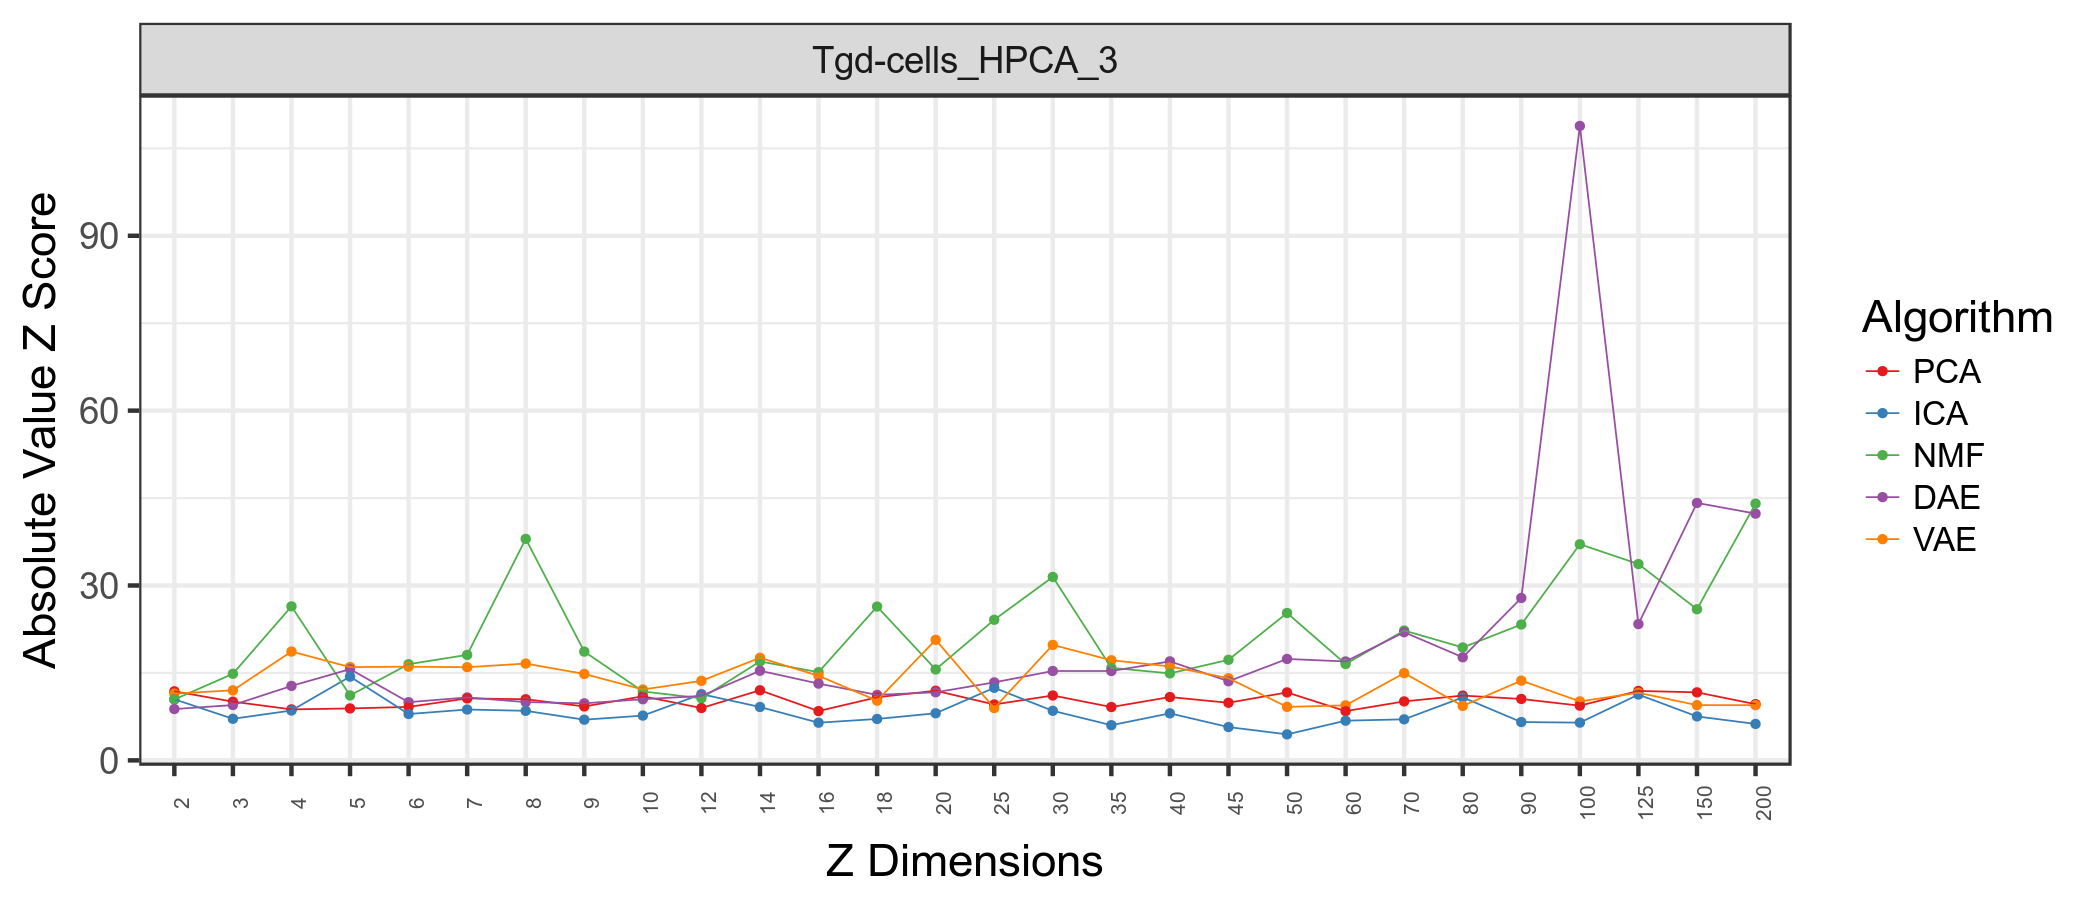 Tgd-cells_HPCA_3
Absolute Value Z Score
90
60
30
0
2 3 4 5 6 7 8 9 10 12 14 16 18 20 25 30 35 40 45 50 60 70 80 90 100 125 150 200
Z Dimensions
Algorithm
PCA
ICA
NMF
DAE
VAE